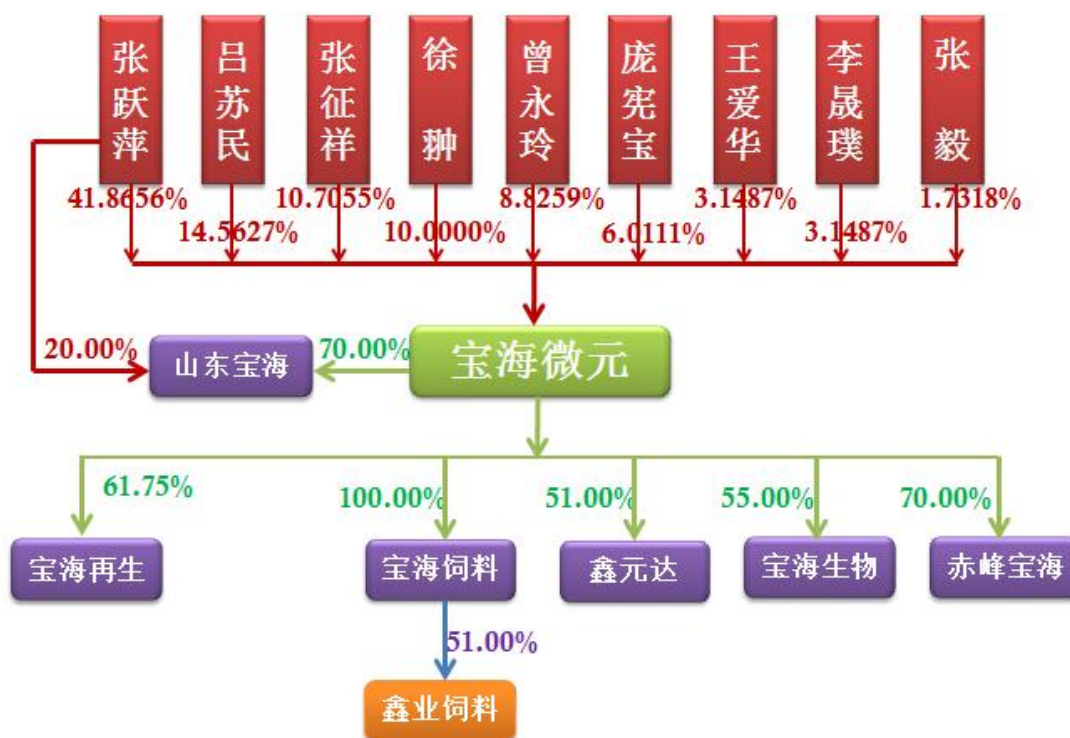 张跃萍
吕苏民
张征祥
徐翀
曾永玲
庞宪宝
王爱华
李晟璞
张毅
41.8656%
10.7055%
8.8259%
3.1487%
1.7318%
14.5627%
10.0000%
6.0111%
3.1487%
20.00%
山东宝海
70.00%
宝海微元
61.75%
100.00%
51.00%
55.00%
70.00%
宝海再生
宝海饲料
鑫元达
宝海生物
赤峰宝海
51.00%
鑫业饲料